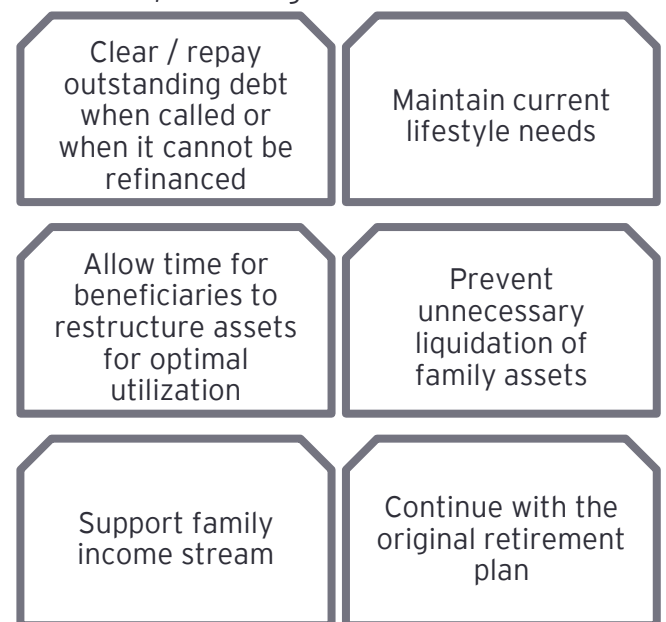 Clear / repay
outstanding debt
when called or
when it cannot be
refinanced
Maintain current
lifestyle needs
Allow time for
beneficiaries to
restructure assets
for optimal
utilization
Prevent
unnecessary
liquidation of
family assets
Support family
income stream
Continue with the
original retirement
plan